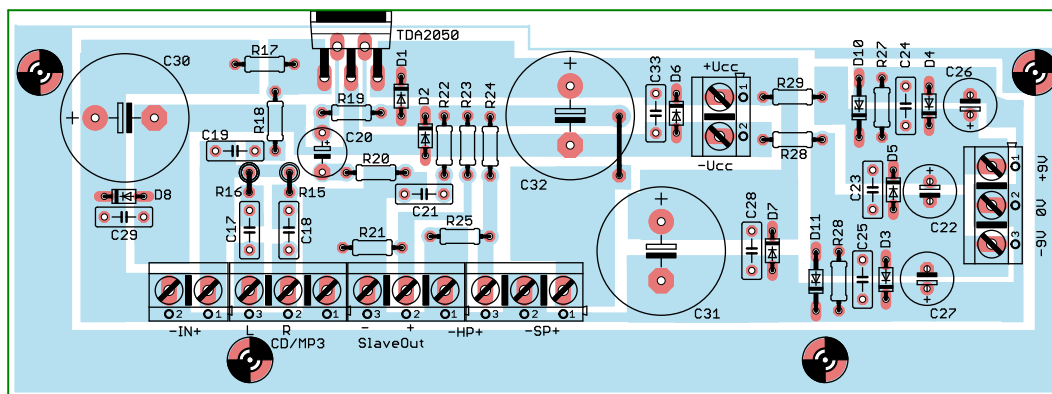 TDA2050
C30
R17
D1
R18
R19
C20
C19
R20
R16
R15
D8
C29
C17
C18
D2
R22
R23
R24
C21
R25
R21
C32
C33
D6
+Ucc
1
2
-Ucc
R29
R28
D10
R27
C24
D4
C26
D5
C23
C22
1
2
3
+9V
0V
-9V
C31
C28
D7
D11
R28
C25
D3
C27
2
1
3
2
1
3
2
1
3
2
1
-IN+
L
R
CD/MP3
-
+
SlaveOut
-HP+
-SP+